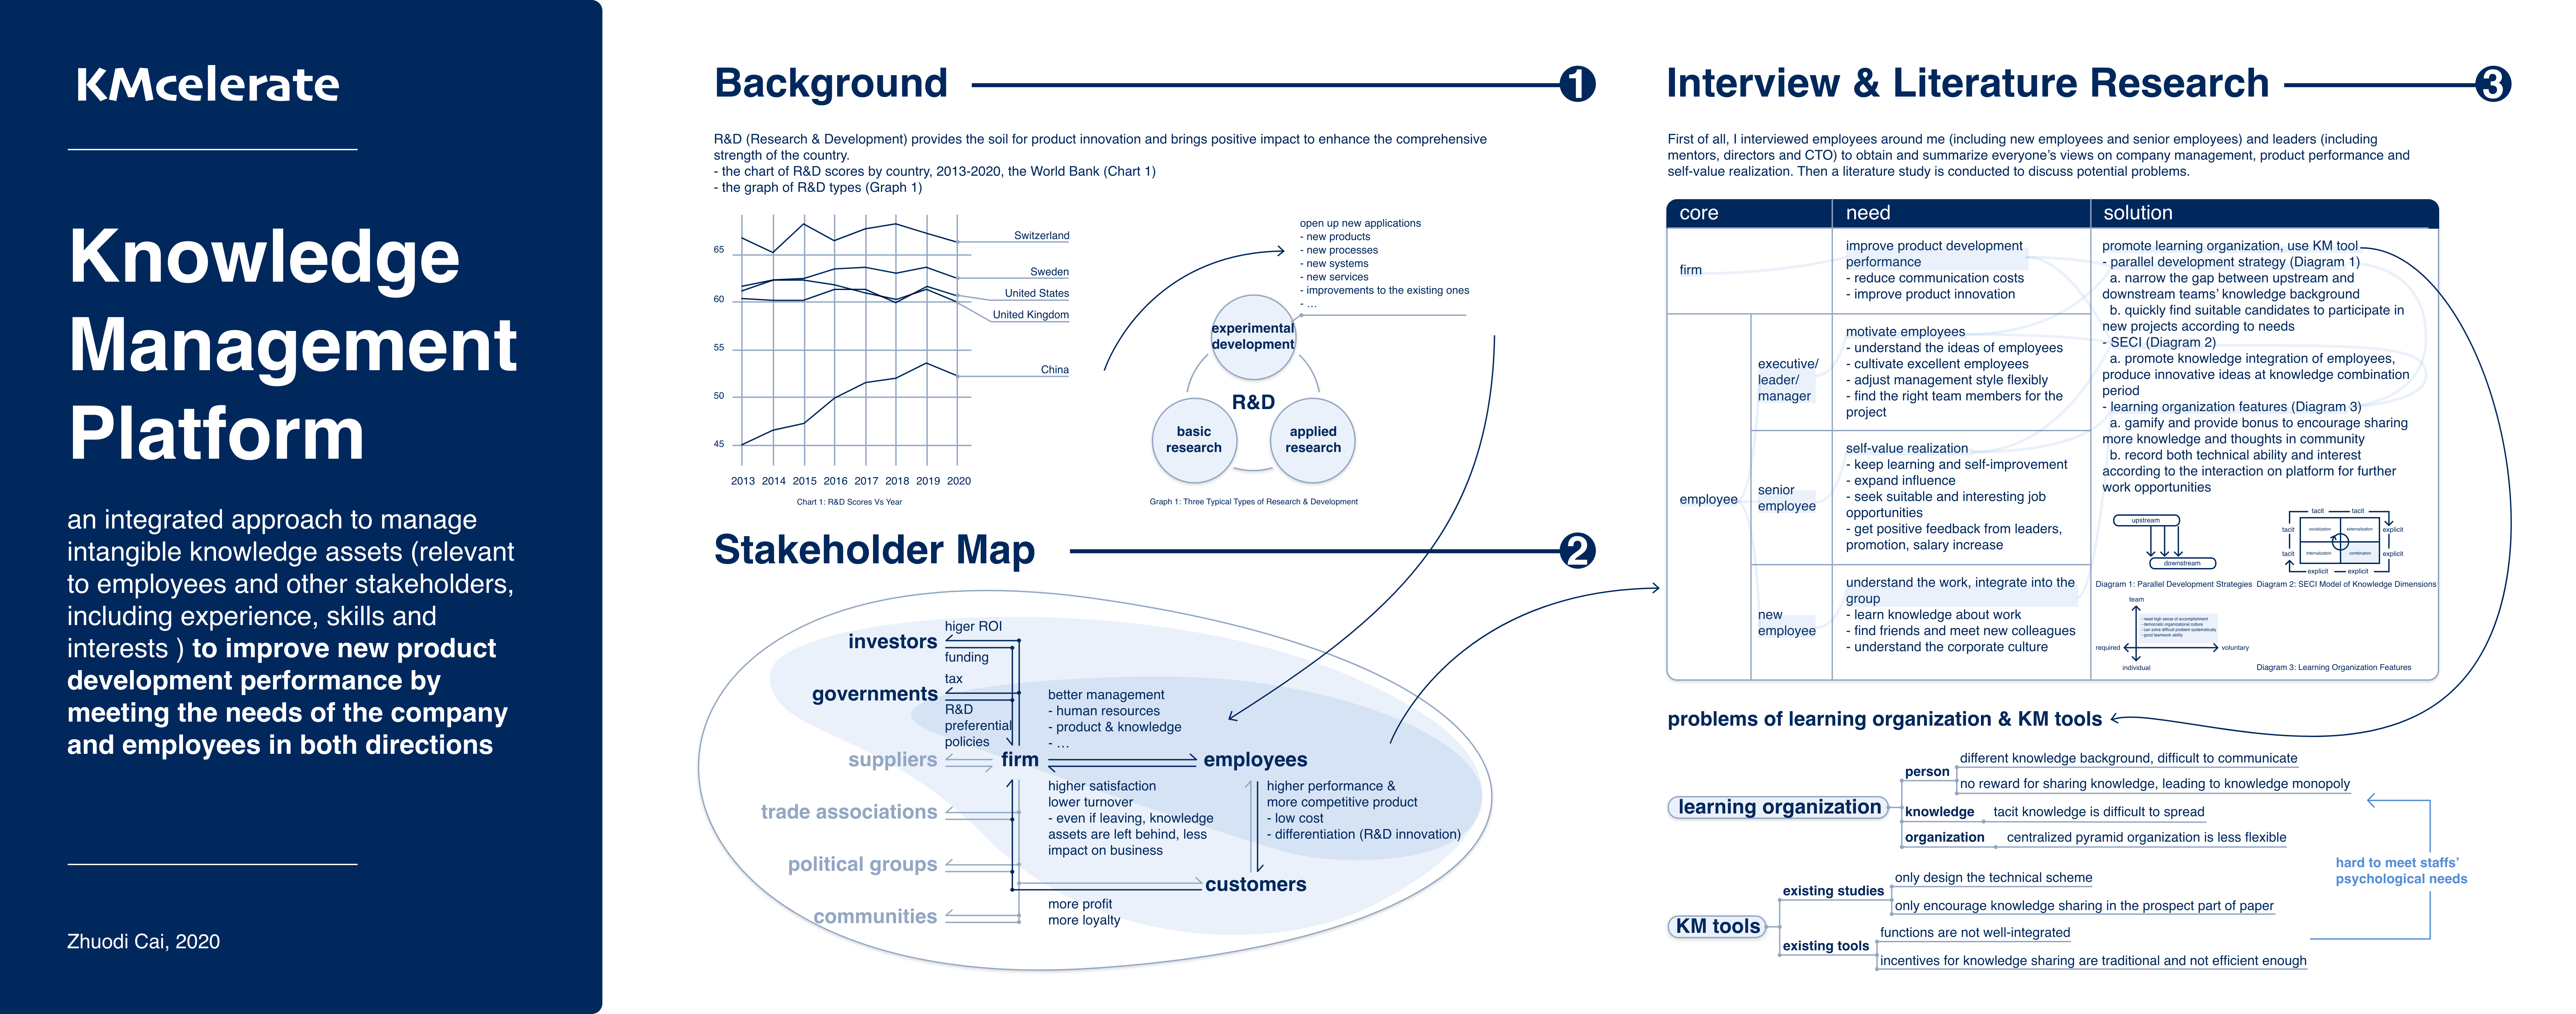 KMcelerate
Knowledge
Management
Platform
an integrated approach to manage
intangible knowledge assets (relevant
to employees and other stakeholders,
including experience, skills and
interests ) to improve new product
development performance by
meeting the needs of the company
and employees in both directions
Zhuodi Cai, 2020
Background
1
R&D (Research & Development) provides the soil for product innovation and brings positive impact to enhance the comprehensive
strength of the country.
- the chart of R&D scores by country, 2013-2020, the World Bank (Chart 1)
- the graph of R&D types (Graph 1)
65
60
55
50
45
Switzerland
Sweden
United States
United Kingdom
China
2013 2014 2015 2016 2017 2018 2019 2020
Chart 1: R&D Scores Vs Year
open up new applications
- new products
- new processes
- new systems
- new services
- improvements to the existing ones
- ...
experimental
development
R&D
basic
research
applied
research
Graph 1: Three Typical Types of Research & Development
Stakeholder Map
2
investors
higer ROI
funding
governments
tax
R&D
preferential
policies
suppliers
trade associations
political groups
communities
firm
better management
- human resources
- product & knowledge
- ...
employees
higher satisfaction
lower turnover
- even if leaving, knowledge
assets are left behind, less
impact on business
higher performance &
more competitive product
- low cost
- differentiation (R&D innovation)
customers
more profit
more loyalty
Interview & Literature Research
3
First of all, I interviewed employees around me (including new employees and senior employees) and leaders (including
mentors, directors and CTO) to obtain and summarize everyone's views on company management, product performance and
self-value realization. Then a literature study is conducted to discuss potential problems.
core
need
solution
firm
improve product development
performance
- reduce communication costs
- improve product innovation
employee
executive/
leader/
manager
motivate employees
- understand the ideas of employees
- cultivate excellent employees
- adjust management style flexibly
- find the right team members for the
project
senior
employee
self-value realization
- keep learning and self-improvement
- expand influence
- seek suitable and interesting job
opportunities
- get positive feedback from leaders,
promotion, salary increase
new
employee
understand the work, integrate into the
group
- learn knowledge about work
- find friends and meet new colleagues
- understand the corporate culture
promote learning organization, use KM tool
- parallel development strategy (Diagram 1)
a. narrow the gap between upstream and
downstream teams' knowledge background
b. quickly find suitable candidates to participate in
new projects according to needs
- SECI (Diagram 2)
a. promote knowledge integration of employees,
produce innovative ideas at knowledge combination
period
- learning organization features (Diagram 3)
a. gamify and provide bonus to encourage sharing
more knowledge and thoughts in community
b. record both technical ability and interest
according to the interaction on platform for further
work opportunities
upstream
downstream
Diagram 1: Parallel Development Strategies
tacit tacit
tacit socialization externalization explicit
tacit internalization combination explicit
explicit explicit
Diagram 2: SECI Model of Knowledge Dimensions
team
- need high sense of accomplishment
- democratic organizational culture
- can solve difficult problem systematically
- good teamwork ability
required
voluntary
individual
Diagram 3: Learning Organization Features
problems of learning organization & KM tools
learning organization
person
different knowledge background, difficult to communicate
no reward for sharing knowledge, leading to knowledge monopoly
knowledge
tacit knowledge is difficult to spread
organization
centralized pyramid organization is less flexible
hard to meet staffs'
psychological needs
KM tools
existing studies
only design the technical scheme
only encourage knowledge sharing in the prospect part of paper
existing tools
functions are not well-integrated
incentives for knowledge sharing are traditional and not efficient enough